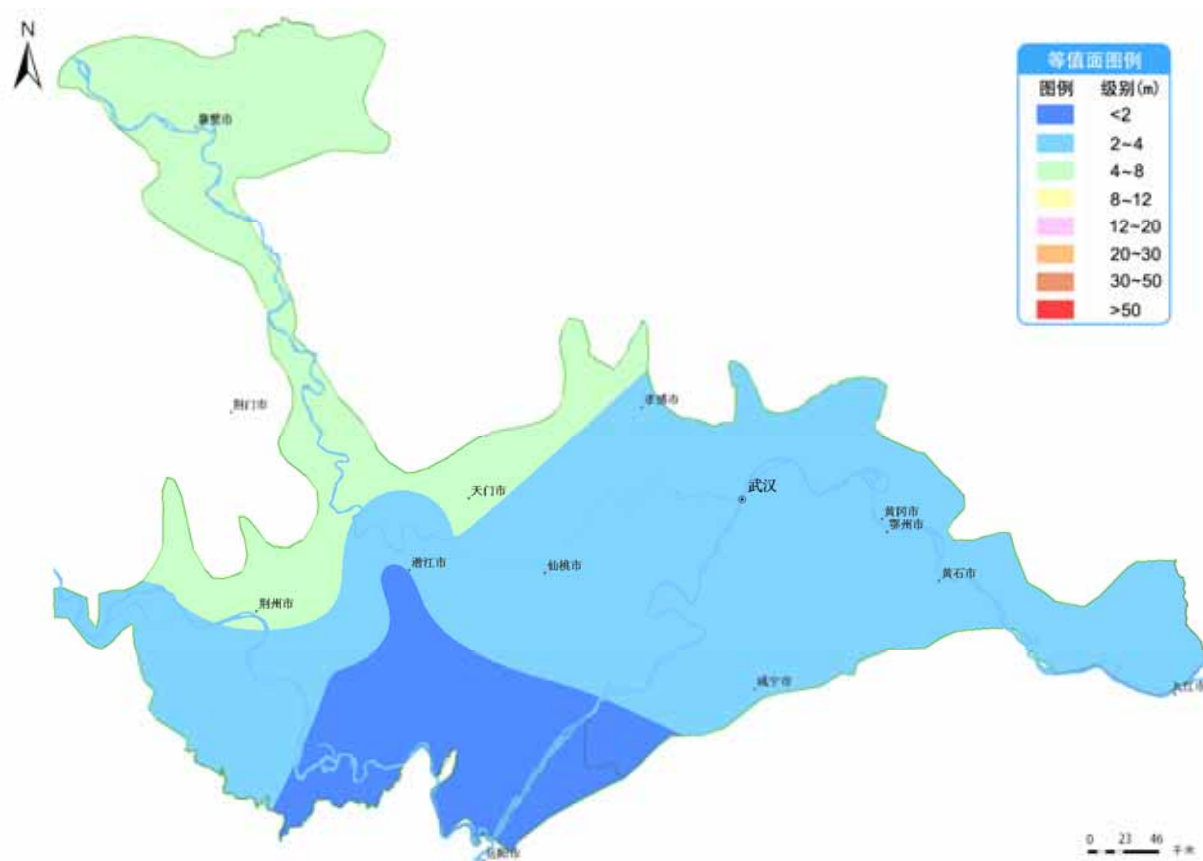 N
等值面图例
图例 级别(m)
<2
2~4
4~8
8~12
12~20
20~30
30~50
>50
襄樊市
荆门市
孝感市
天门市
武汉
黄冈市
鄂州市
潜江市
仙桃市
黄石市
荆州市
咸宁市
九江市
岳阳市
0 23 46
千米